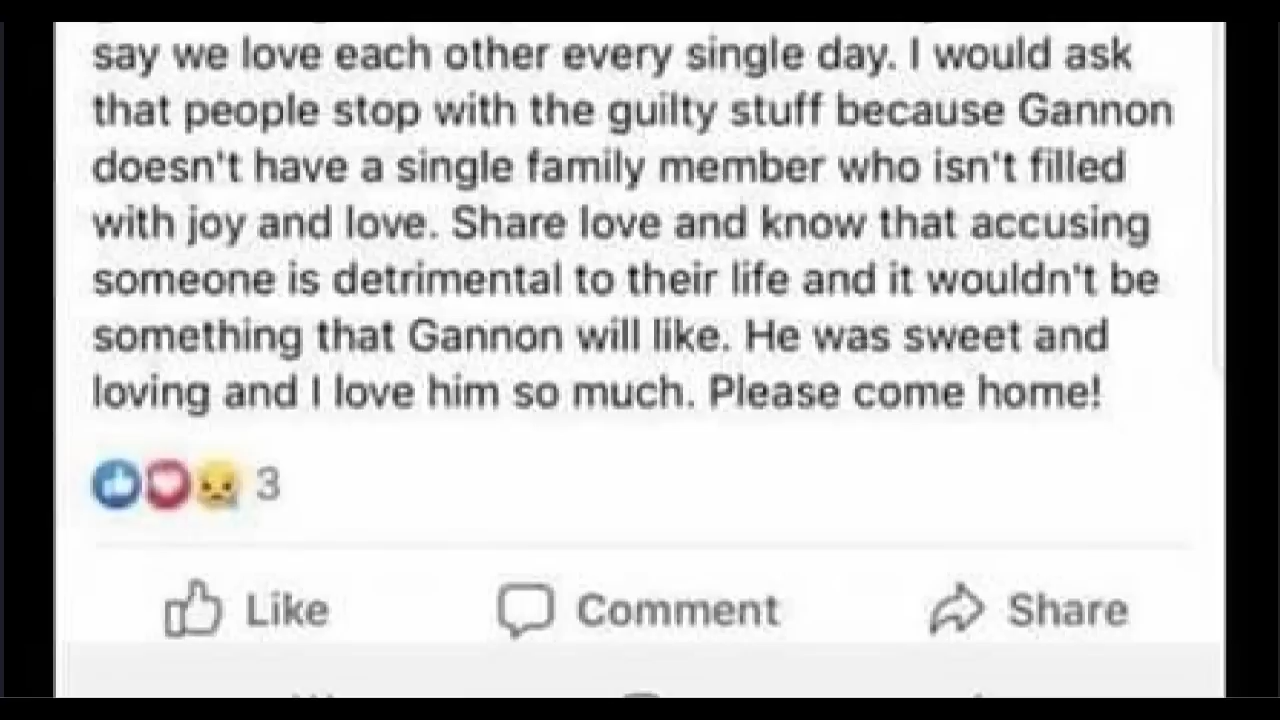 say we love each other every single day. I would ask
that people stop with the guilty stuff because Gannon
doesn't have a single family member who isn't filled
with joy and love. Share love and know that accusing
someone is detrimental to their life and it wouldn't be
something that Gannon will like. He was sweet and
loving and I love him so much. Please come home!
3
Like Comment Share